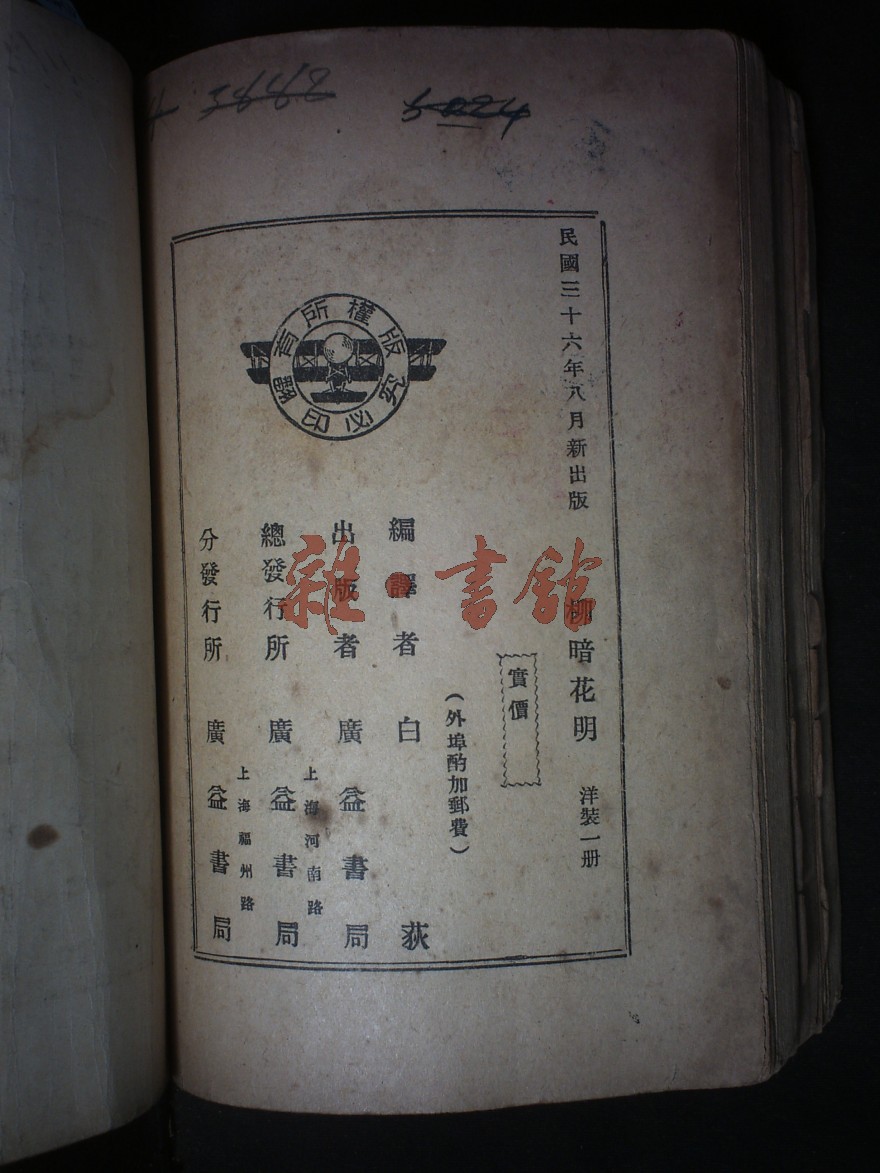 3882
5024
民國三十六年八月新出版
柳暗花明 洋裝一册
實價
(外埠酌加郵費)
編譯者 白荻
出版者 廣益書局
上海河南路
總發行所 廣益書局
上海福州路
分發行所 廣益書局
版權所有
翻印必究
雜·書館